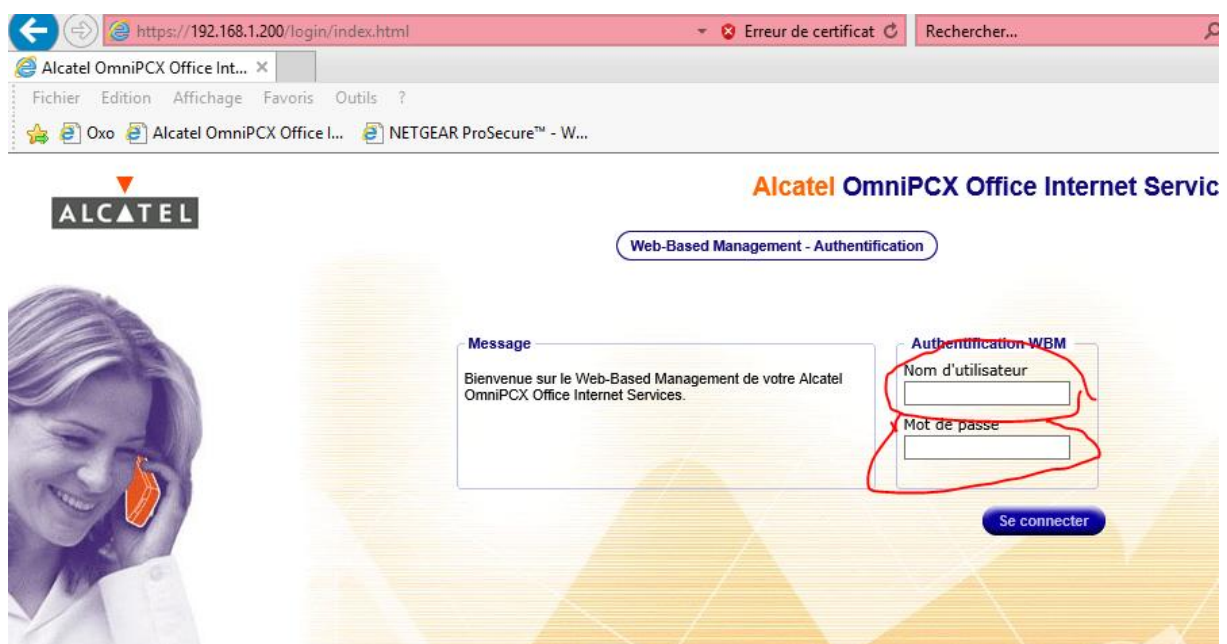 https://192.168.1.200/login/index.html
Erreur de certificat
Rechercher...
Alcatel OmniPCX Office Int...
Fichier Edition Affichage Favoris Outils ?
Oxo
Alcatel OmniPCX Office I...
NETGEAR ProSecure™ - W...
ALCATEL
Alcatel OmniPCX Office Internet Servic
Web-Based Management - Authentification
Message
Bienvenue sur le Web-Based Management de votre Alcatel
OmniPCX Office Internet Services.
Authentification WBM
Nom d'utilisateur
Mot de passe
Se connecter